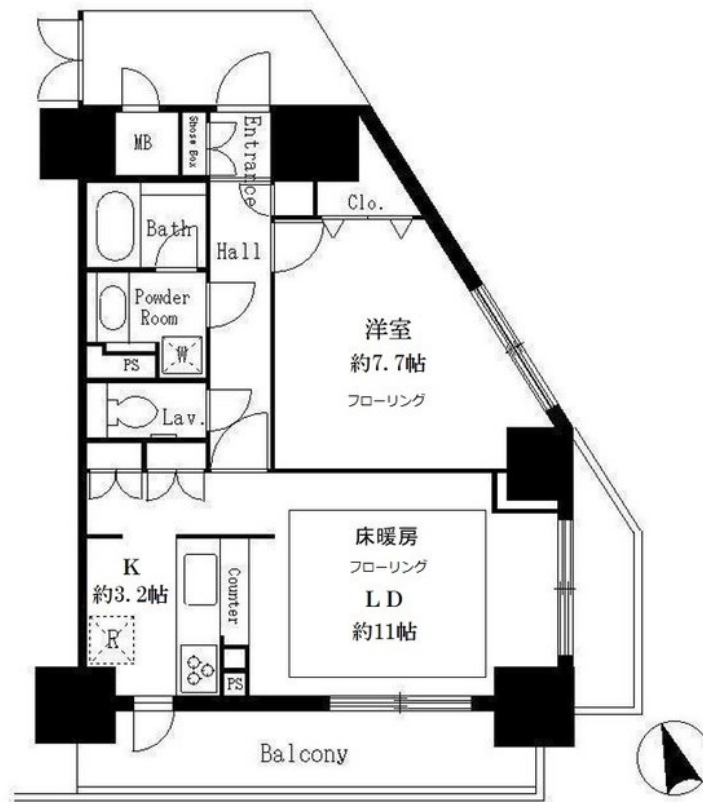 MB
Shose Box
Entrance
Clo.
Bath
Hall
Powder
Room
W
PS
洋室
約7.7帖
フローリング
Lav.
K
約3.2帖
R
Counter
PS
床暖房
フローリング
LD
約11帖
Balcony